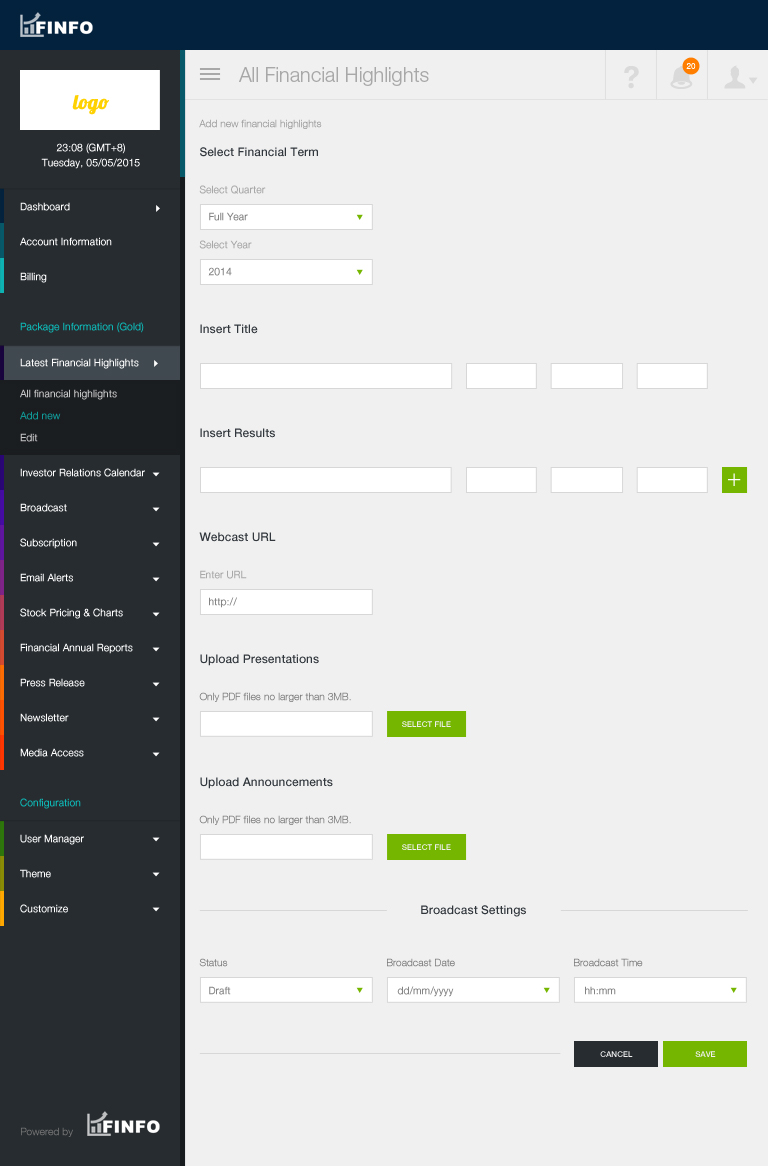 FINFO
logo
23:08 (GMT+8)
Tuesday, 05/05/2015
Dashboard
Account Information
Billing
Package Information (Gold)
Latest Financial Highlights
All financial highlights
Add new
Edit
Investor Relations Calendar
Broadcast
Subscription
Email Alerts
Stock Pricing & Charts
Financial Annual Reports
Press Release
Newsletter
Media Access
Configuration
User Manager
Theme
Customize
Powered by FINFO
All Financial Highlights
?
20
Add new financial highlights
Select Financial Term
Select Quarter
Full Year
Select Year
2014
Insert Title
Insert Results
Webcast URL
Enter URL
http://
Upload Presentations
Only PDF files no larger than 3MB.
SELECT FILE
Upload Announcements
Only PDF files no larger than 3MB.
SELECT FILE
Broadcast Settings
Status Broadcast Date Broadcast Time
Draft dd/mm/yyyy hh:mm
CANCEL SAVE